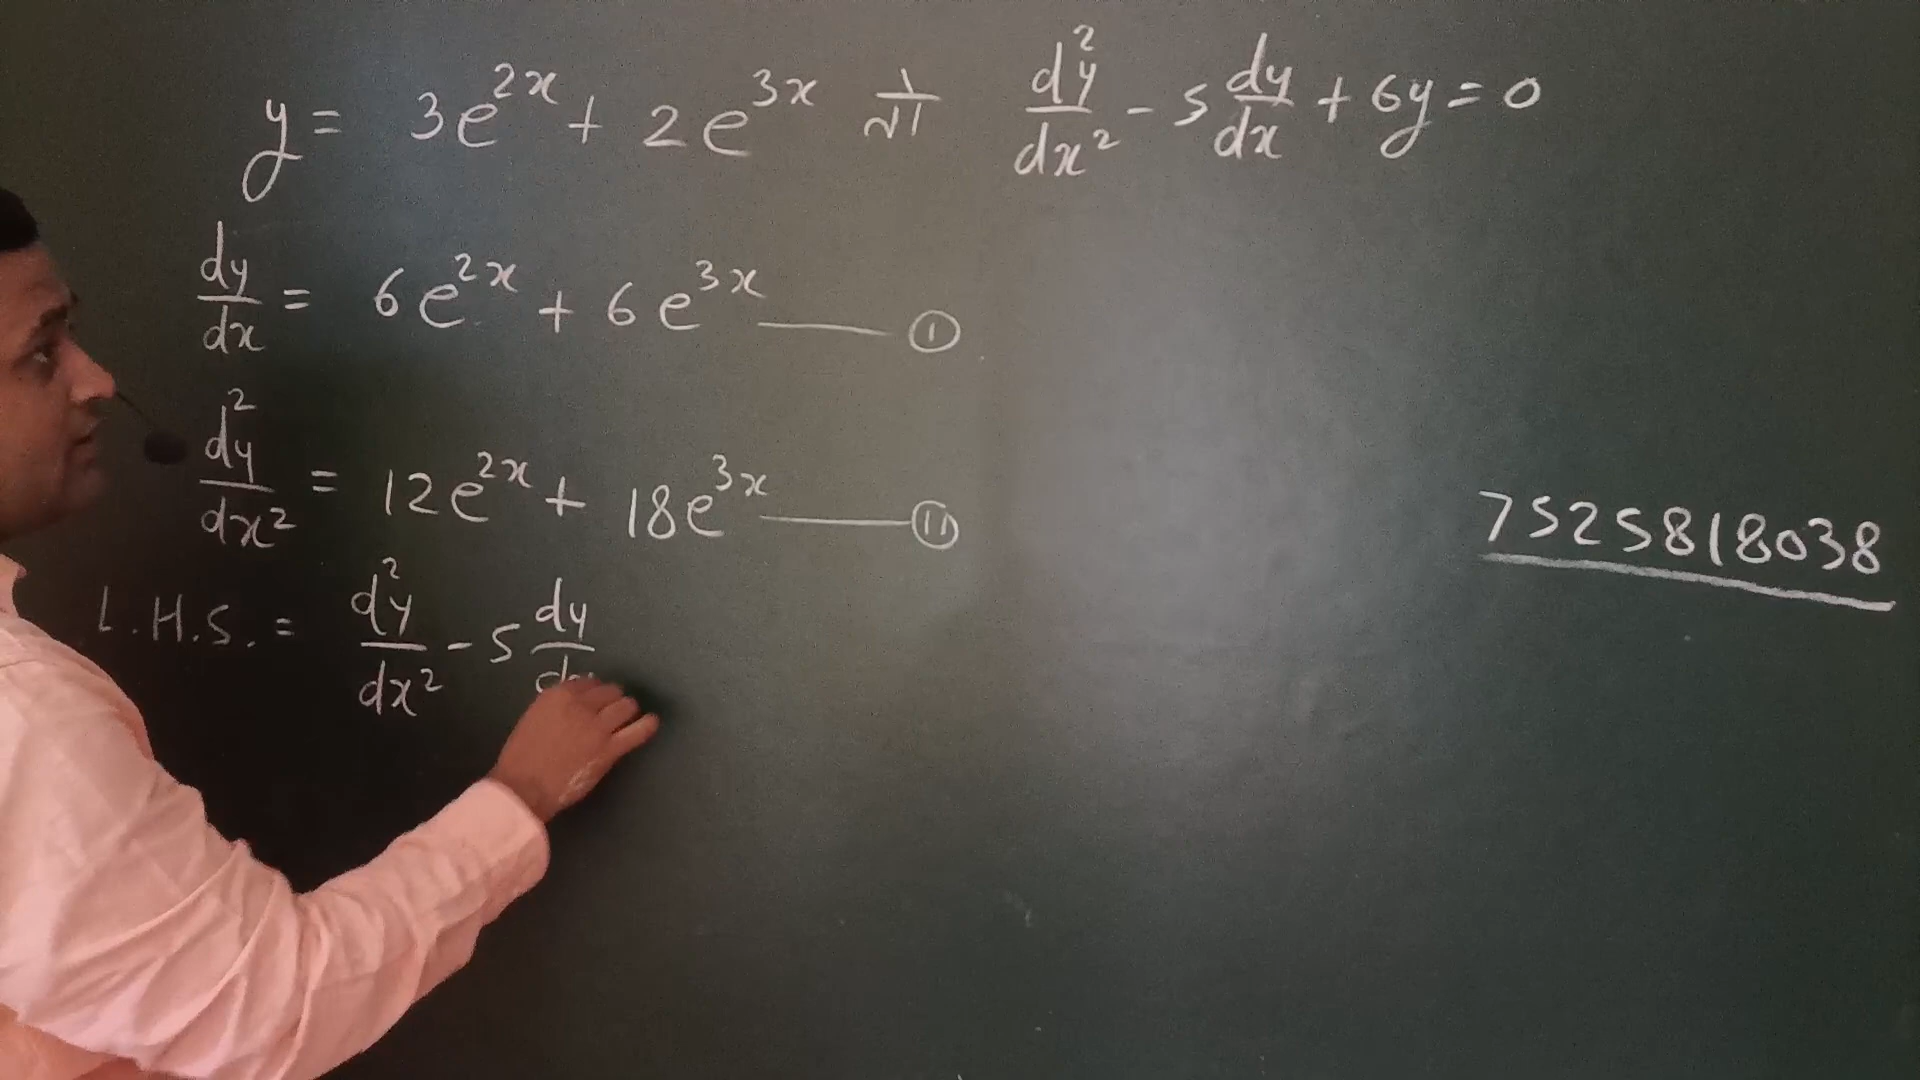 y = 3e^{2x} + 2e^{3x} तो d²y/dx² - 5 dy/dx + 6y = 0
dy/dx = 6e^{2x} + 6e^{3x} —— ①
d²y/dx² = 12e^{2x} + 18e^{3x} —— ⑪
7525818038
L.H.S. = d²y/dx² - 5 dy/dx